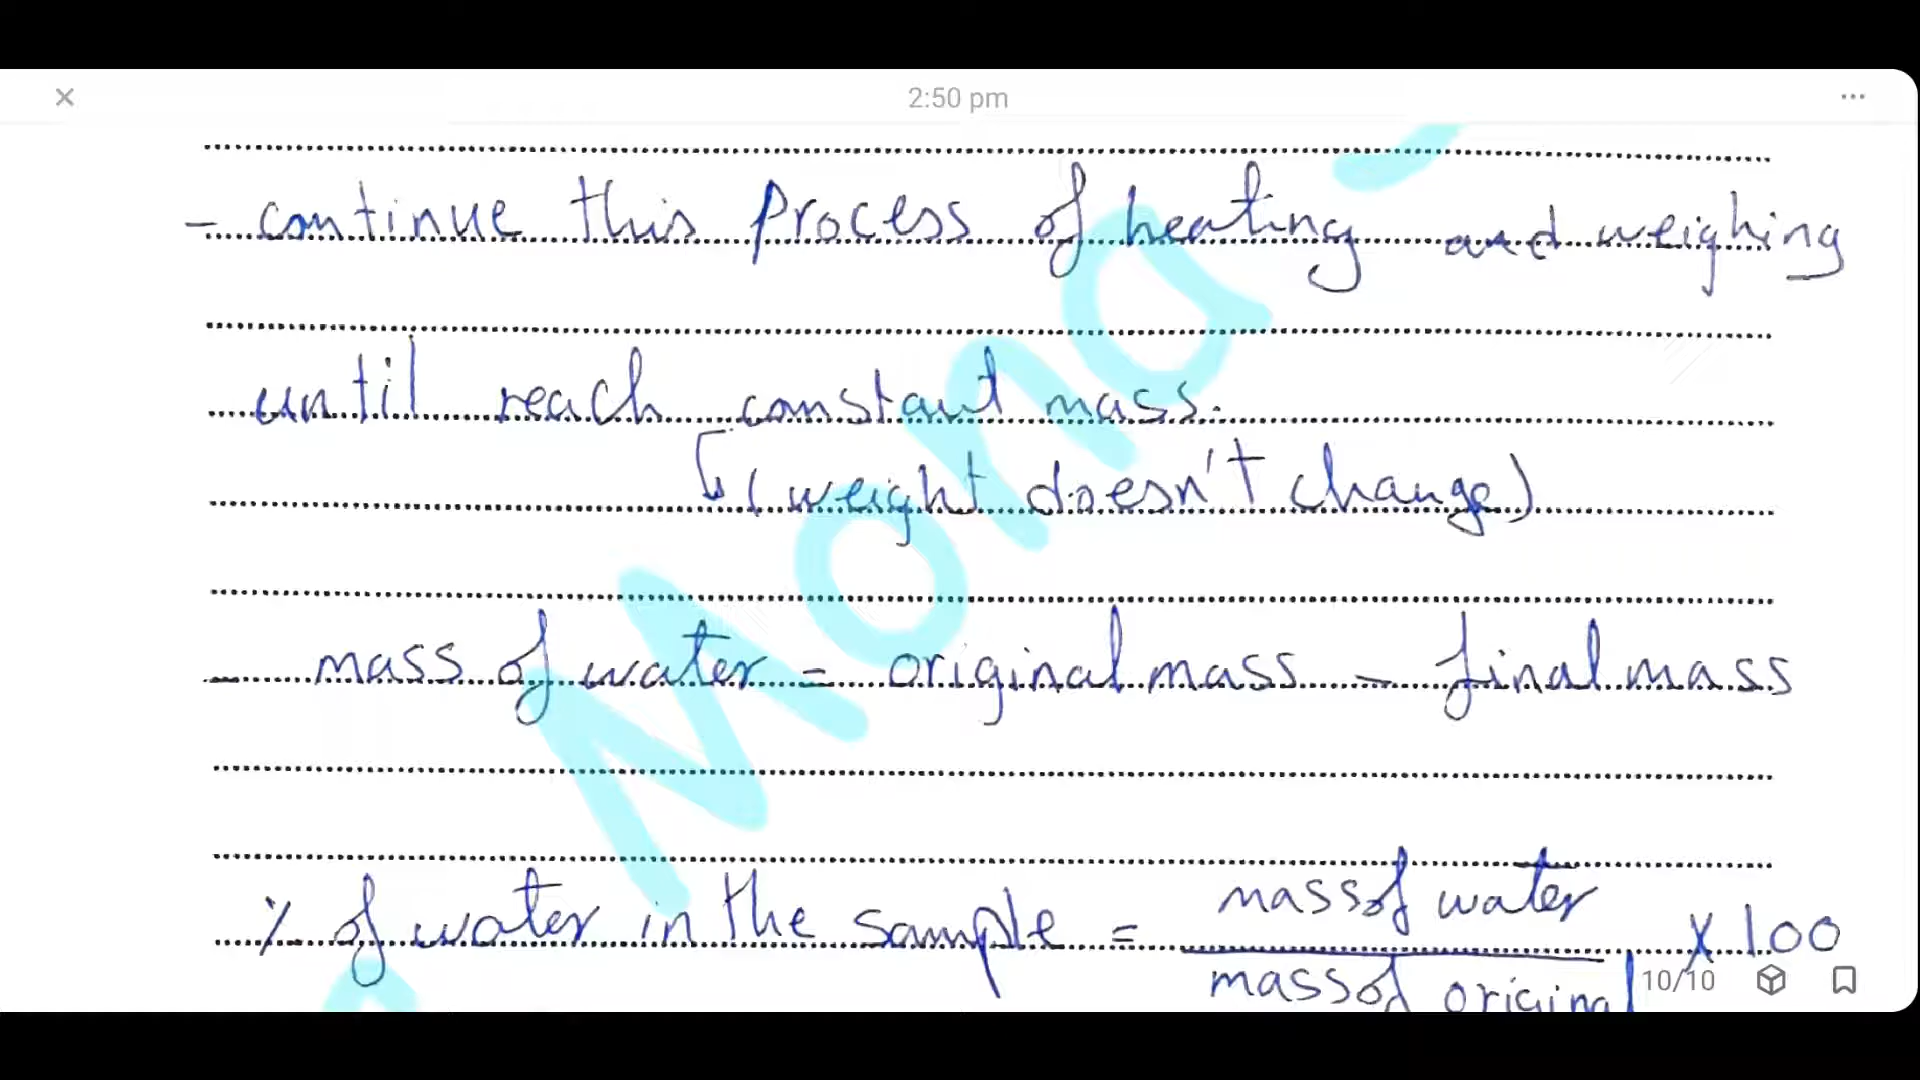 2:50 pm
- continue this process of heating and weighing
until reach constant mass.
(weight doesn't change)
- mass of water = original mass - final mass
% of water in the sample = mass of water
mass of original
x 100
10/10
Mona